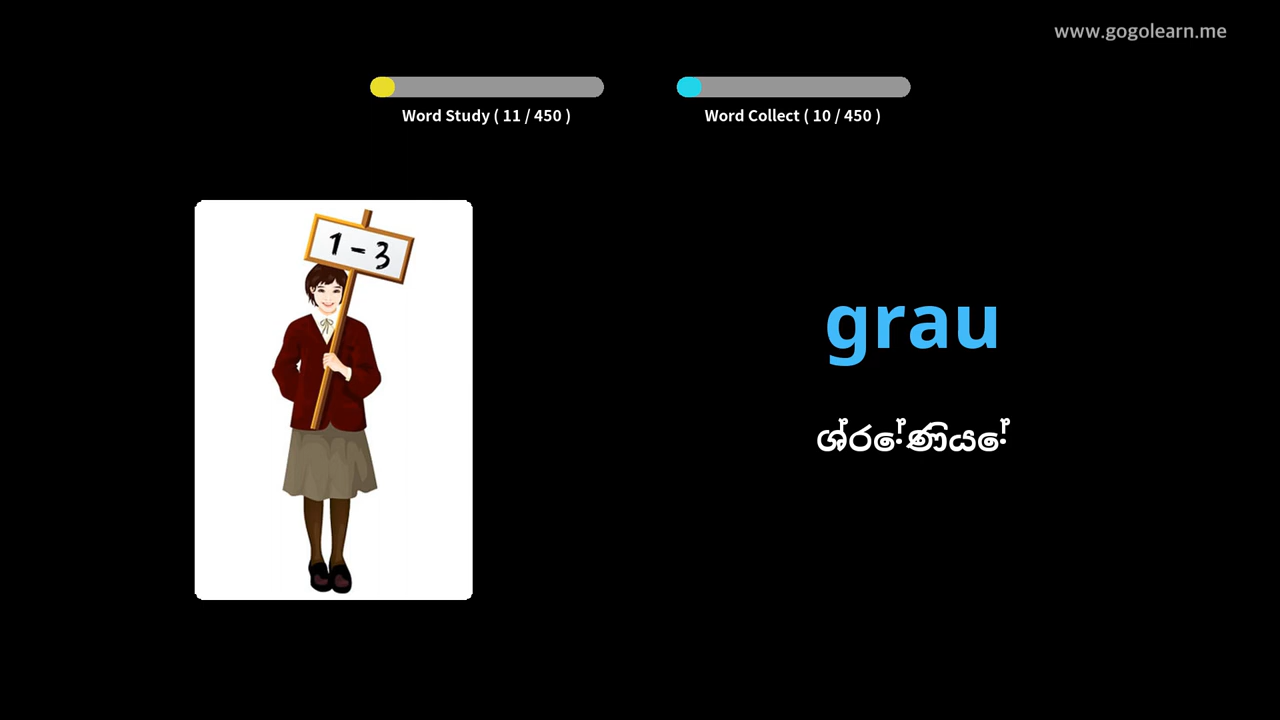 www.gogolearn.me
Word Study ( 11 / 450 ) Word Collect ( 10 / 450 )
1 - 3
grau
ශ්රේණියේ